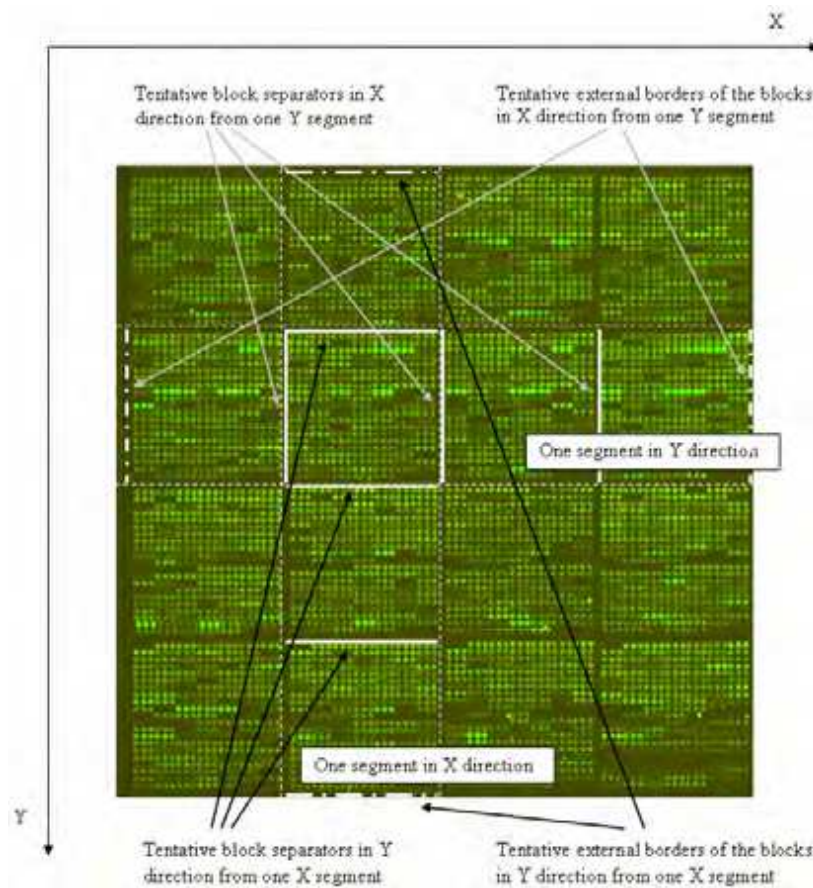 X
Tentative block separators in X
direction from one Y segment
Tentative external borders of the blocks
in X direction from one Y segment
One segment in Y direction
One segment in X direction
Y
Tentative block separators in Y
direction from one X segment
Tentative external borders of the blocks
in Y direction from one X segment